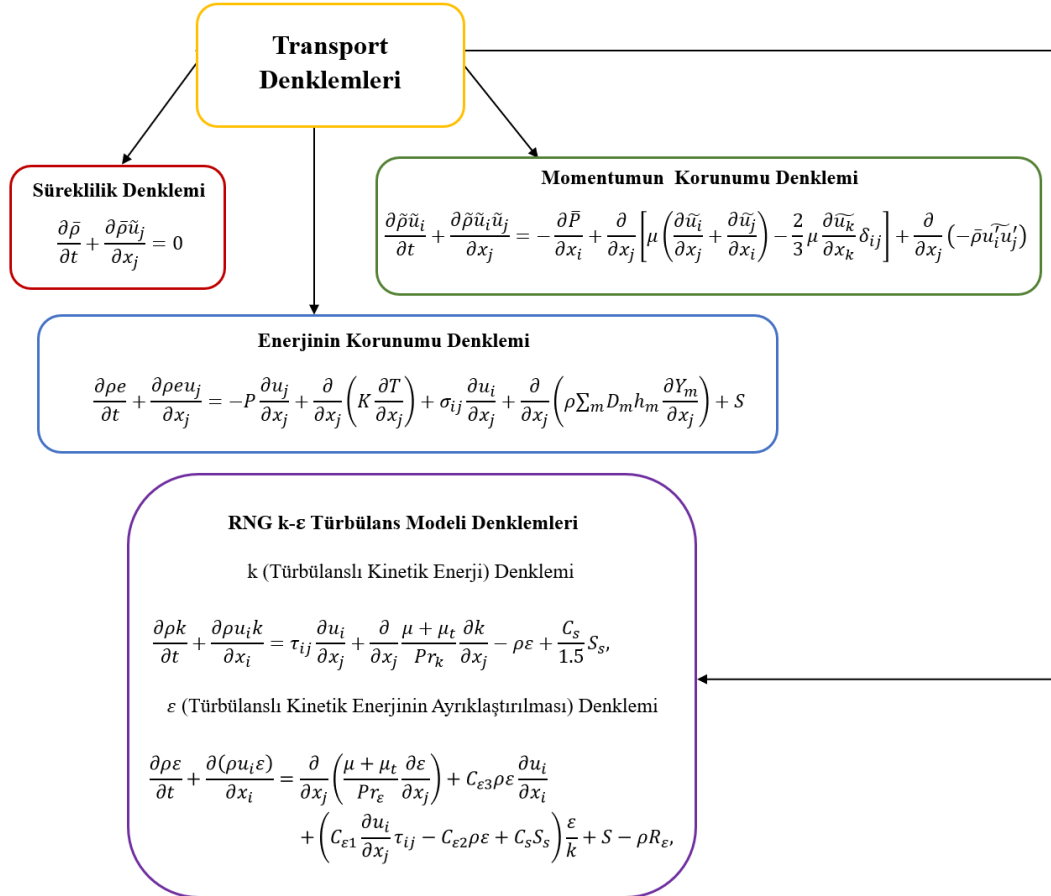 Transport
Denklemleri
Süreklilik Denklemi
∂ρ̄/∂t + ∂ρ̄ũ_j/∂x_j = 0
Momentumun Korunumu Denklemi
∂ρ̃ũ_i/∂t + ∂ρ̃ũ_iũ_j/∂x_j = −∂P̄/∂x_i + ∂/∂x_j [μ(∂ũ_i/∂x_j + ∂ũ_j/∂x_i) − 2/3 μ ∂ũ_k/∂x_k δ_ij] + ∂/∂x_j (−ρ̄ \widetilde{u_i′u_j′})
Enerjinin Korunumu Denklemi
∂ρe/∂t + ∂ρeu_j/∂x_j = −P ∂u_j/∂x_j + ∂/∂x_j (K ∂T/∂x_j) + σ_ij ∂u_i/∂x_j + ∂/∂x_j (ρ∑_m D_m h_m ∂Y_m/∂x_j) + S
RNG k-ε Türbülans Modeli Denklemleri
k (Türbülanslı Kinetik Enerji) Denklemi
∂ρk/∂t + ∂ρu_ik/∂x_i = τ_ij ∂u_i/∂x_j + ∂/∂x_j (μ + μ_t)/Pr_k ∂k/∂x_j − ρε + C_s/1.5 S_s,
ε (Türbülanslı Kinetik Enerjinin Ayrıklaştırılması) Denklemi
∂ρε/∂t + ∂(ρu_iε)/∂x_i = ∂/∂x_j ((μ + μ_t)/Pr_ε ∂ε/∂x_j) + C_ε3 ρε ∂u_i/∂x_i
+ (C_ε1 ∂u_i/∂x_j τ_ij − C_ε2 ρε + C_s S_s) ε/k + S − ρR_ε,